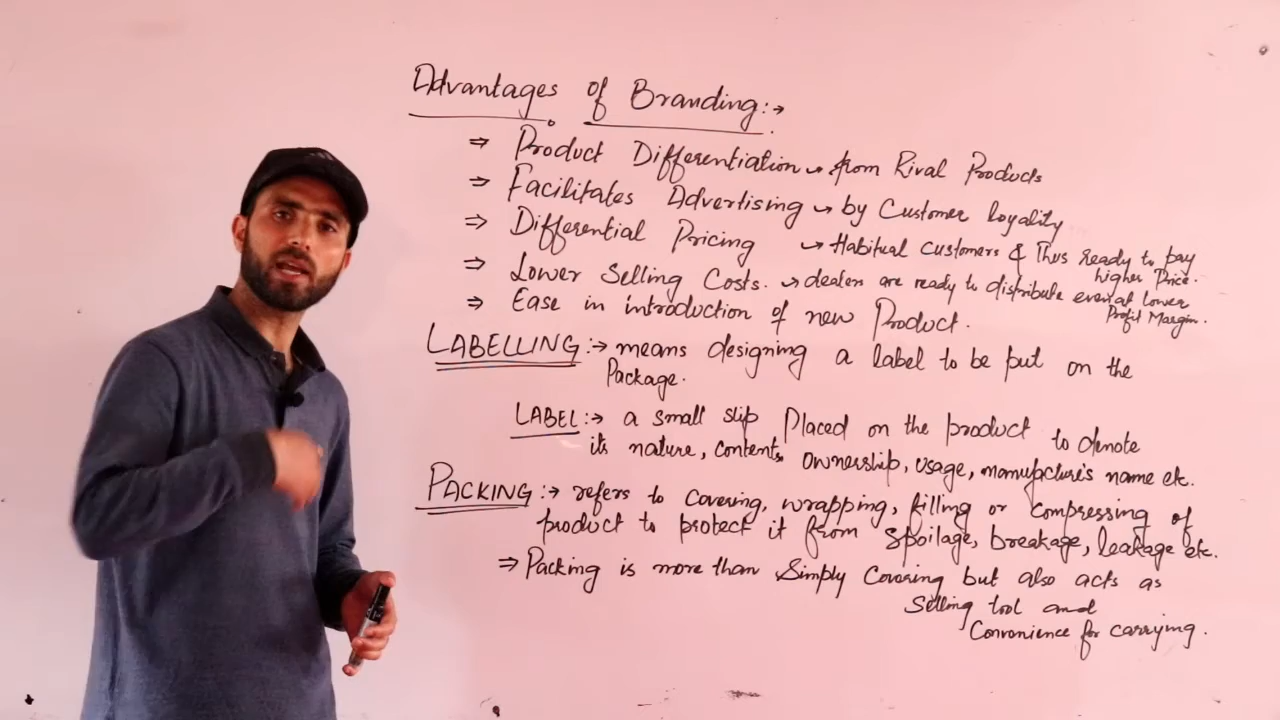 Advantages of Branding:→
⇒ Product Differentiation → from Rival Products
⇒ Facilitates Advertising → by Customer loyality
⇒ Differential Pricing → Habitual customers & Thus ready to pay
higher Price.
⇒ Lower Selling Costs. → dealers are ready to distribute even at lower
Profit Margin.
⇒ Ease in introduction of new Product.
LABELLING:→ means designing a label to be put on the
Package.
LABEL:→ a small slip Placed on the product to denote
its nature, contents, ownership, usage, manufacture's name etc.
PACKING:→ refers to covering, wrapping, filling or compressing of
product to protect it from spoilage, breakage, leakage etc.
⇒ Packing is more than Simply Covering but also acts as
Selling tool and
Convenience for carrying.